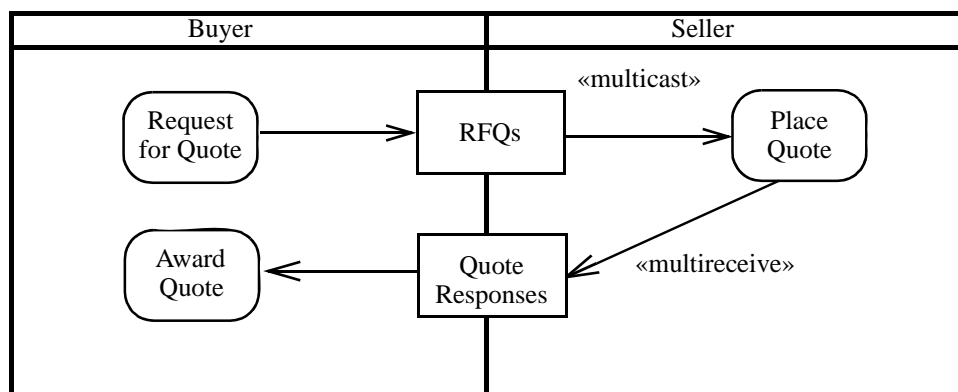 Buyer
Seller
«multicast»
Request
for Quote
RFQs
Place
Quote
Award
Quote
Quote
Responses
«multireceive»